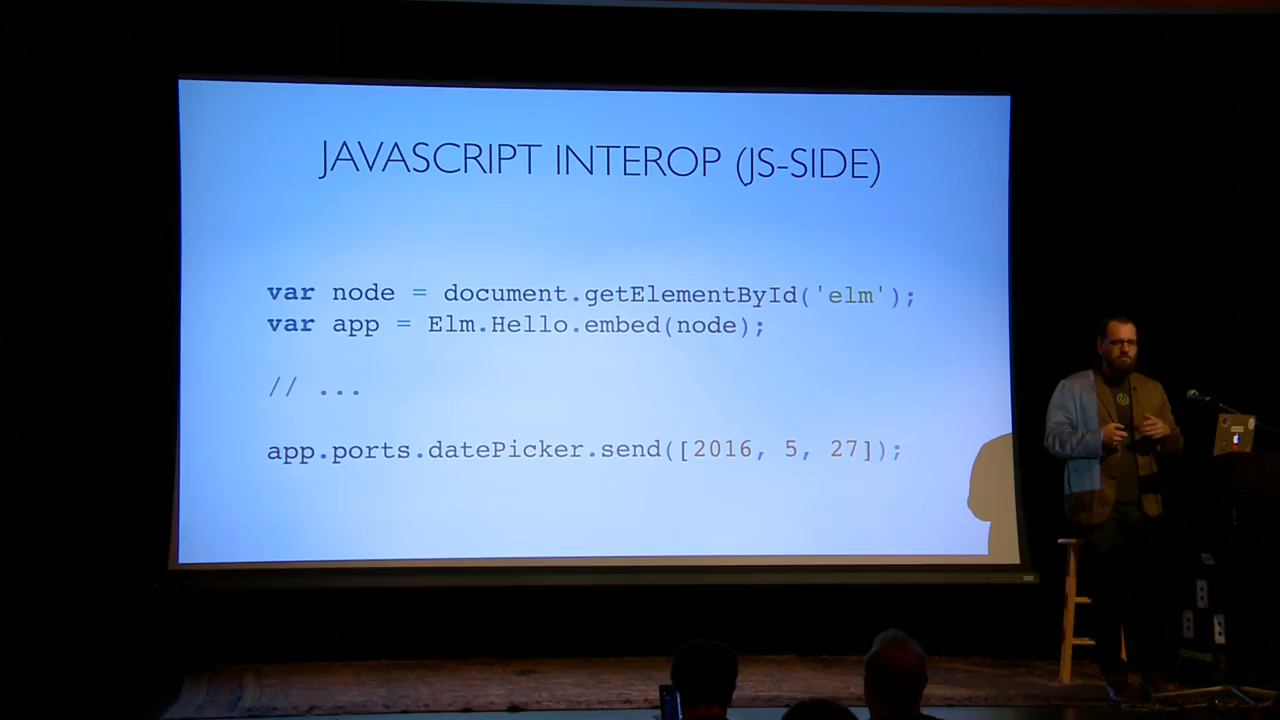 JAVASCRIPT INTEROP (JS-SIDE)
var node = document.getElementById('elm');
var app = Elm.Hello.embed(node);
// ...
app.ports.datePicker.send([2016, 5, 27]);